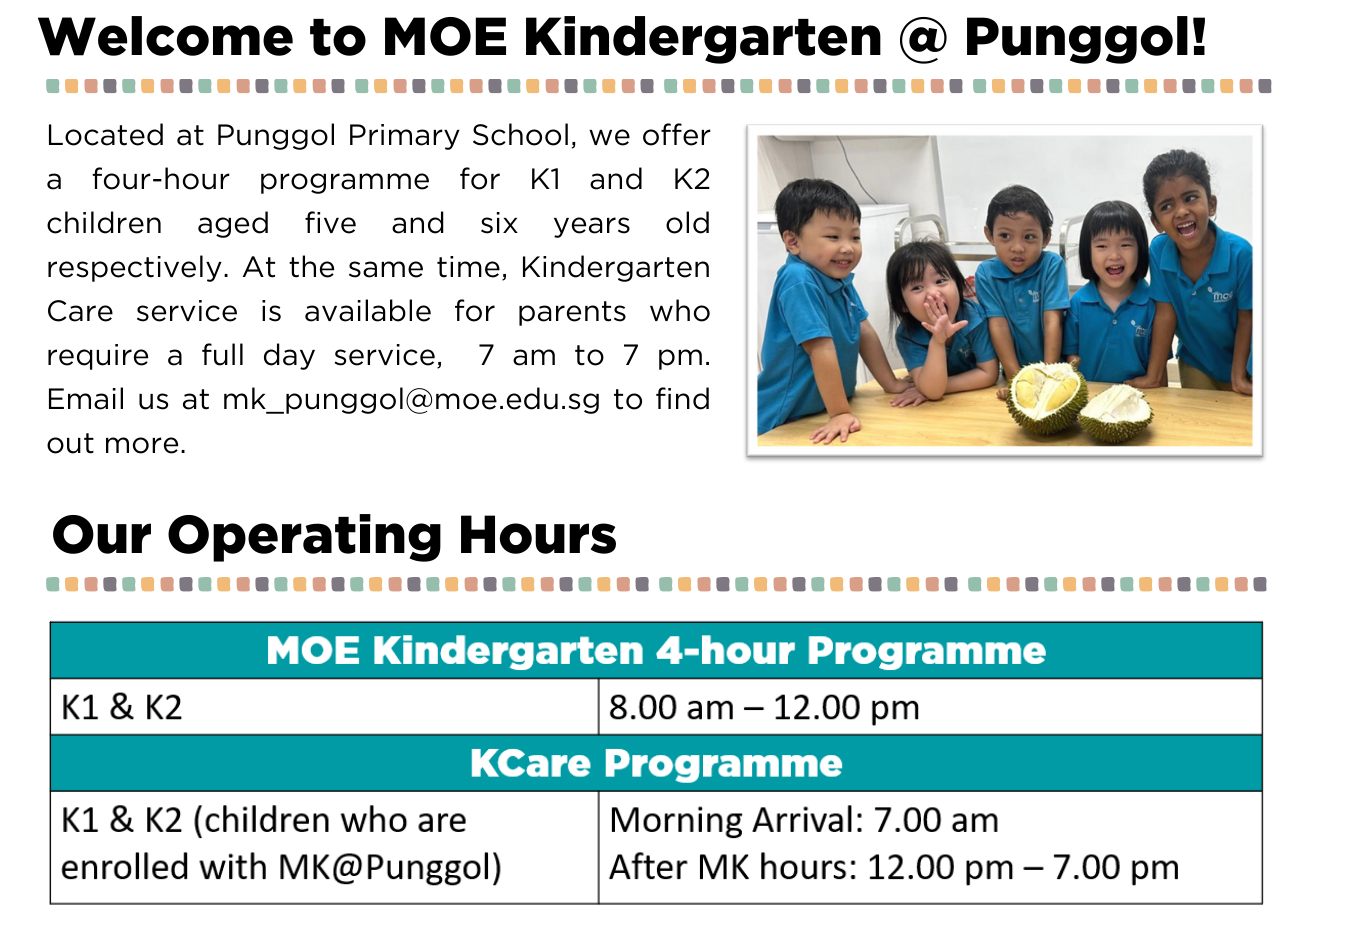 Welcome to MOE Kindergarten @ Punggol!
Located at Punggol Primary School, we offer
a four-hour programme for K1 and K2
children aged five and six years old
respectively. At the same time, Kindergarten
Care service is available for parents who
require a full day service, 7 am to 7 pm.
Email us at mk_punggol@moe.edu.sg to find
out more.
Our Operating Hours
MOE Kindergarten 4-hour Programme
K1 & K2
8.00 am – 12.00 pm
KCare Programme
K1 & K2 (children who are
enrolled with MK@Punggol)
Morning Arrival: 7.00 am
After MK hours: 12.00 pm – 7.00 pm